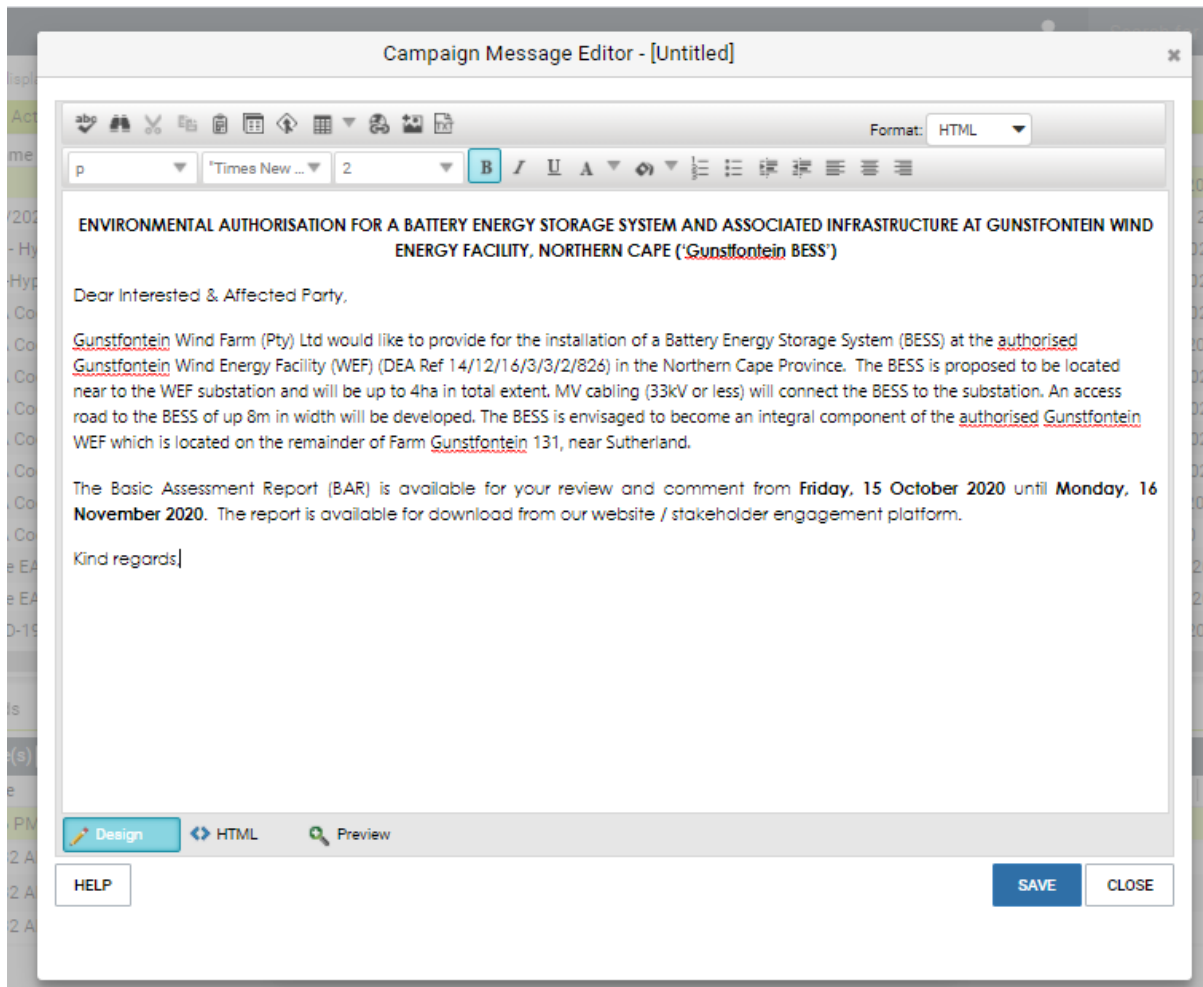 Campaign Message Editor - [Untitled]
Format: HTML
p "Times New ... 2 B I U A
ENVIRONMENTAL AUTHORISATION FOR A BATTERY ENERGY STORAGE SYSTEM AND ASSOCIATED INFRASTRUCTURE AT GUNSTFONTEIN WIND
ENERGY FACILITY, NORTHERN CAPE ('Gunstfontein BESS')
Dear Interested & Affected Party,
Gunstfontein Wind Farm (Pty) Ltd would like to provide for the installation of a Battery Energy Storage System (BESS) at the authorised
Gunstfontein Wind Energy Facility (WEF) (DEA Ref 14/12/16/3/3/2/826) in the Northern Cape Province. The BESS is proposed to be located
near to the WEF substation and will be up to 4ha in total extent. MV cabling (33kV or less) will connect the BESS to the substation. An access
road to the BESS of up 8m in width will be developed. The BESS is envisaged to become an integral component of the authorised Gunstfontein
WEF which is located on the remainder of Farm Gunstfontein 131, near Sutherland.
The Basic Assessment Report (BAR) is available for your review and comment from Friday, 15 October 2020 until Monday, 16
November 2020. The report is available for download from our website / stakeholder engagement platform.
Kind regards,
Design HTML Preview
HELP SAVE CLOSE